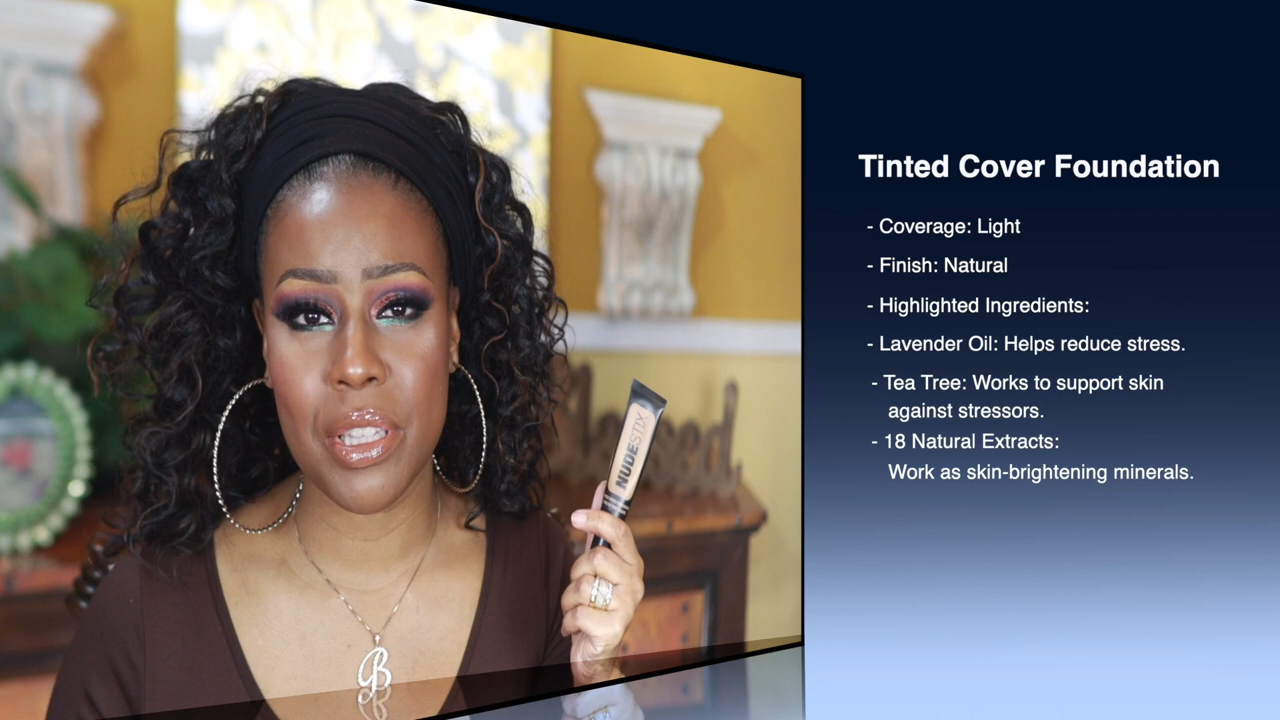 Tinted Cover Foundation
- Coverage: Light
- Finish: Natural
- Highlighted Ingredients:
- Lavender Oil: Helps reduce stress.
- Tea Tree: Works to support skin
against stressors.
- 18 Natural Extracts:
Work as skin-brightening minerals.
NUDESTIX
B